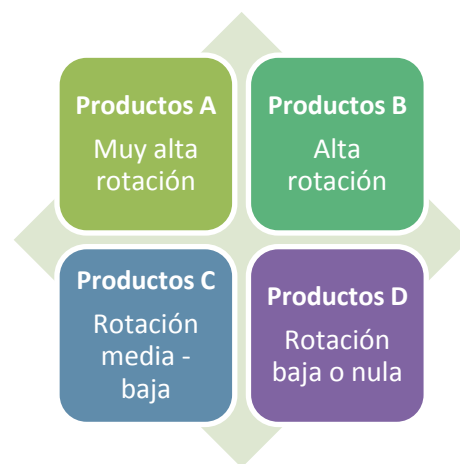 Productos A
Muy alta
rotación
Productos B
Alta
rotación
Productos C
Rotación
media -
baja
Productos D
Rotación
baja o nula